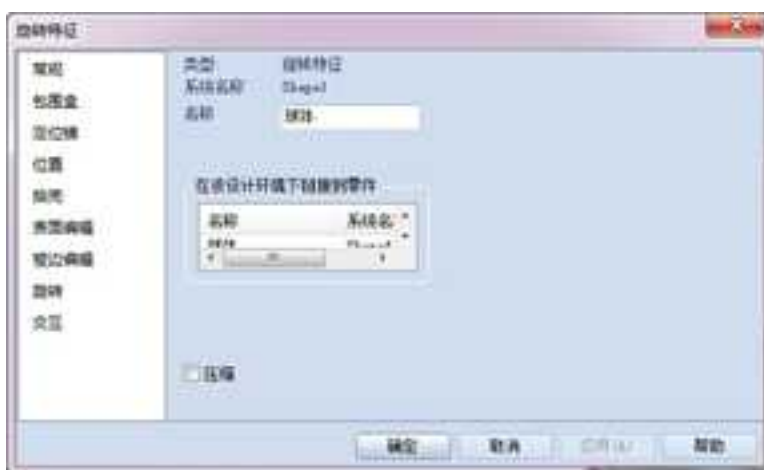 旋转特征
常规
包围盒
定位锚
位置
抽壳
表面编辑
棱边编辑
旋转
交互
类型 旋转特征
系统名称
名称 球体
在该设计环境下链接到零件
名称 系统名
球体
压缩
确定 取消 应用(A) 帮助